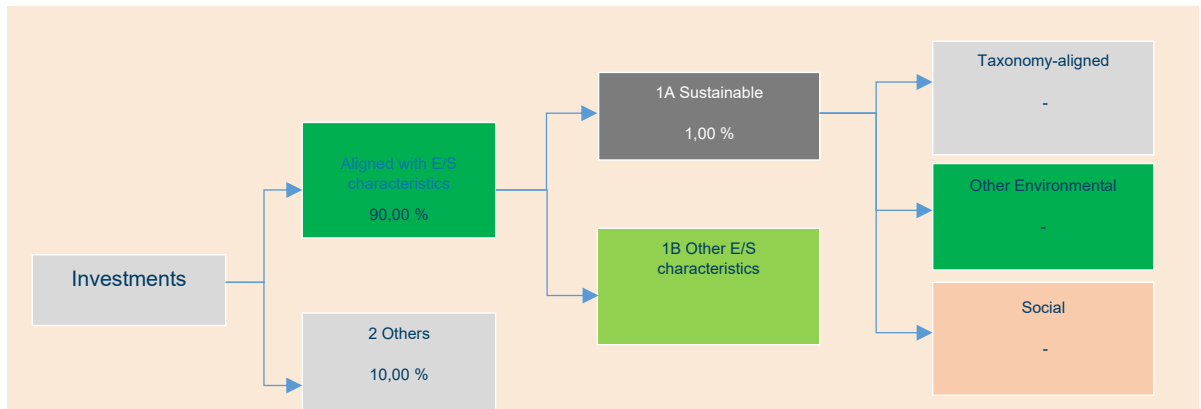 Investments
Aligned with E/S
characteristics
90,00 %
2 Others
10,00 %
1A Sustainable
1,00 %
1B Other E/S
characteristics
Taxonomy-aligned
-
Other Environmental
-
Social
-